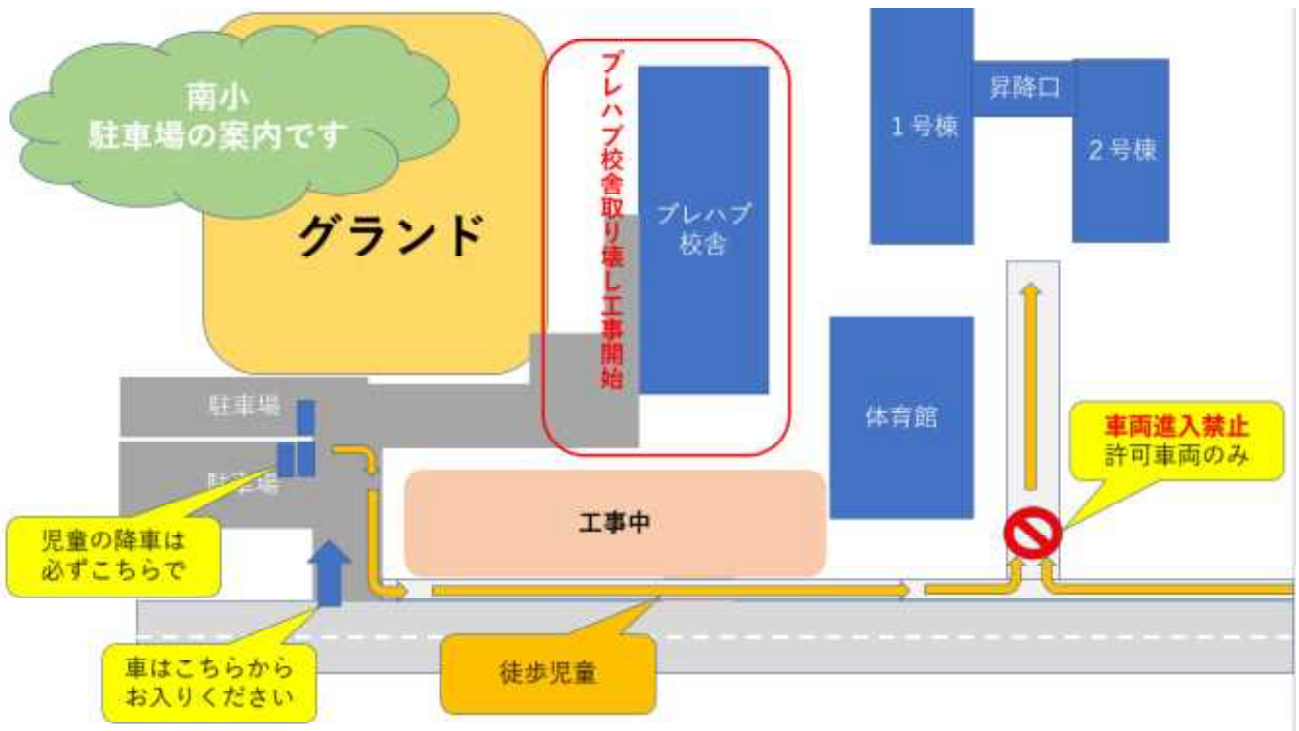 南小
駐車場の案内です
グランド
プレハブ校舎取り壊し工事開始
プレハブ
校舎
1号棟
昇降口
2号棟
駐車場
駐車場
体育館
車両進入禁止
許可車両のみ
工事中
児童の降車は
必ずこちらで
車はこちらから
お入りください
徒歩児童